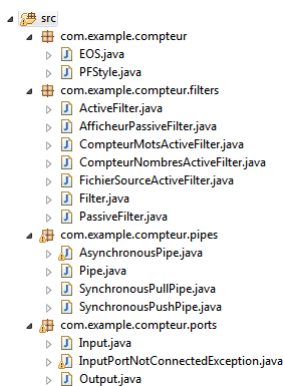 src
com.example.compteur
EOS.java
PFStyle.java
com.example.compteur.filters
ActiveFilter.java
AfficheurPassiveFilter.java
CompteurMotsActiveFilter.java
CompteurNombresActiveFilter.java
FichierSourceActiveFilter.java
Filter.java
PassiveFilter.java
com.example.compteur.pipes
AsynchronousPipe.java
Pipe.java
SynchronousPullPipe.java
SynchronousPushPipe.java
com.example.compteur.ports
Input.java
InputPortNotConnectedException.java
Output.java